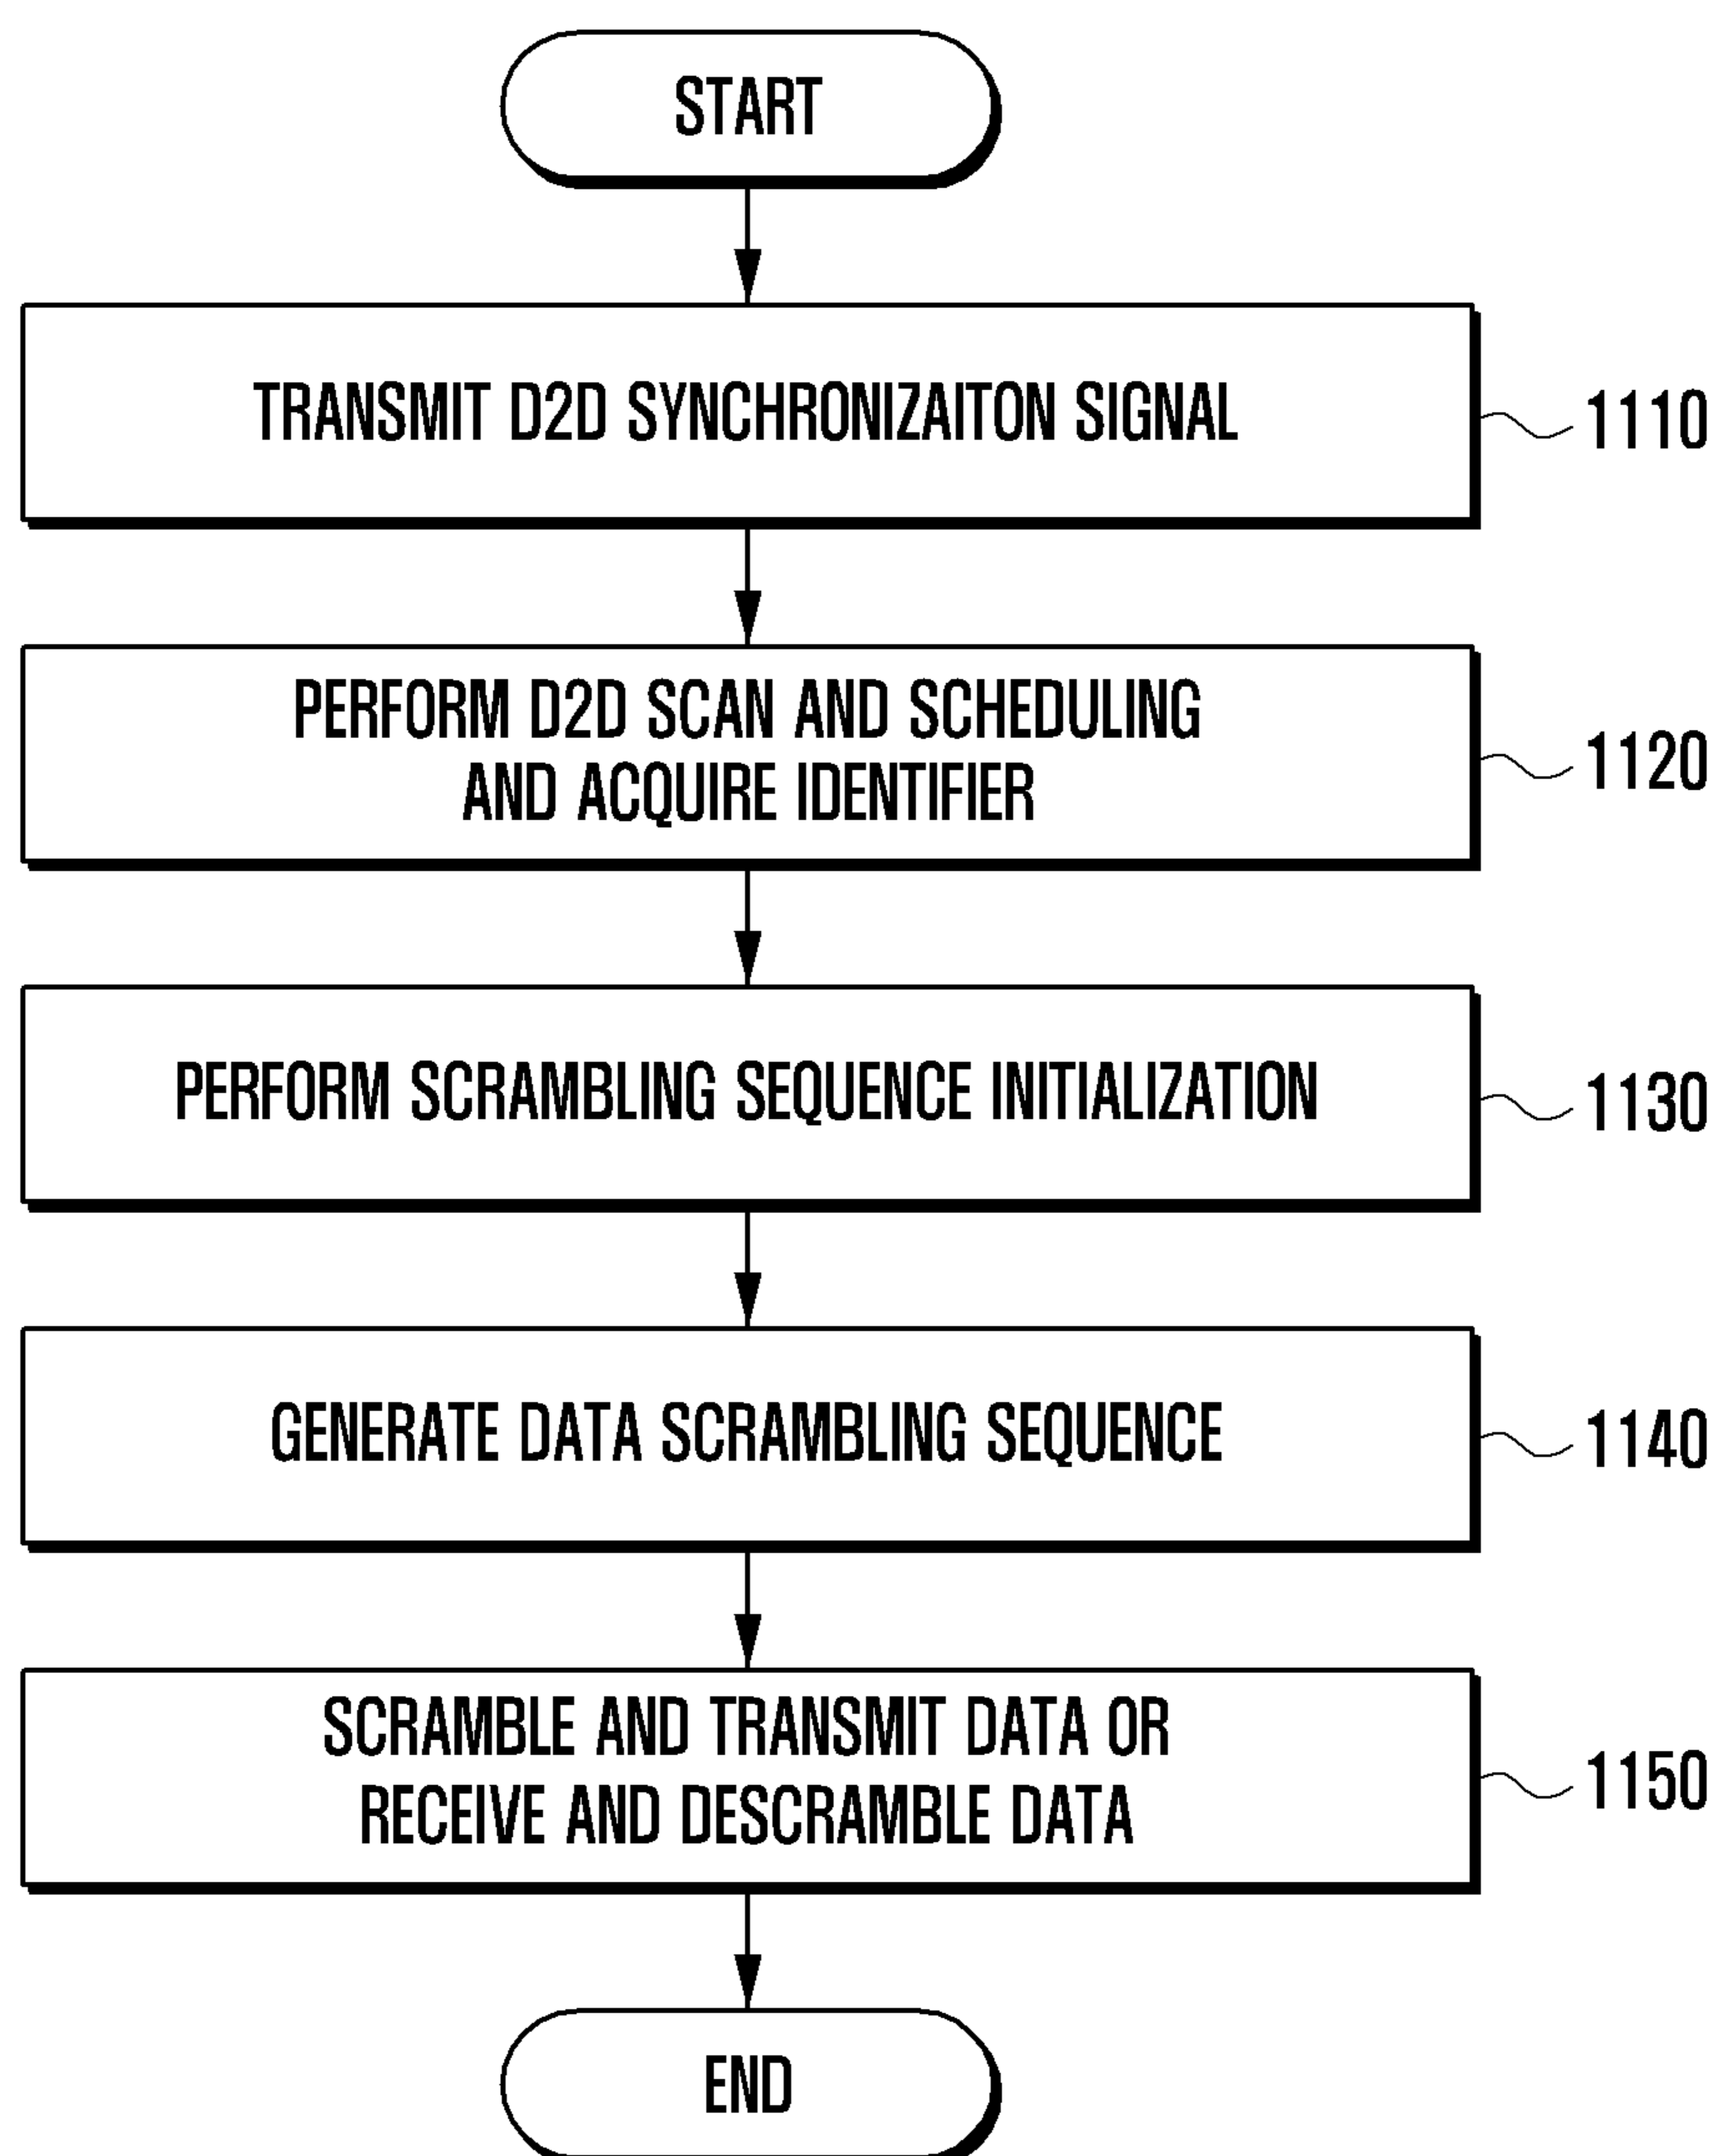 START
TRANSMIT D2D SYNCHRONIZAITON SIGNAL
1110
PERFORM D2D SCAN AND SCHEDULING
AND ACQUIRE IDENTIFIER
1120
PERFORM SCRAMBLING SEQUENCE INITIALIZATION
1130
GENERATE DATA SCRAMBLING SEQUENCE
1140
SCRAMBLE AND TRANSMIT DATA OR
RECEIVE AND DESCRAMBLE DATA
1150
END